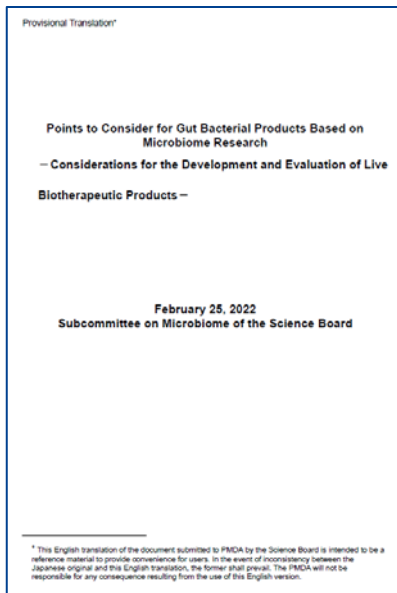 Provisional Translation*
Points to Consider for Gut Bacterial Products Based on
Microbiome Research
－Considerations for the Development and Evaluation of Live
Biotherapeutic Products－
February 25, 2022
Subcommittee on Microbiome of the Science Board
* This English translation of the document submitted to PMDA by the Science Board is intended to be a
reference material to provide convenience for users. In the event of inconsistency between the
Japanese original and this English translation, the former shall prevail. The PMDA will not be
responsible for any consequence resulting from the use of this English version.